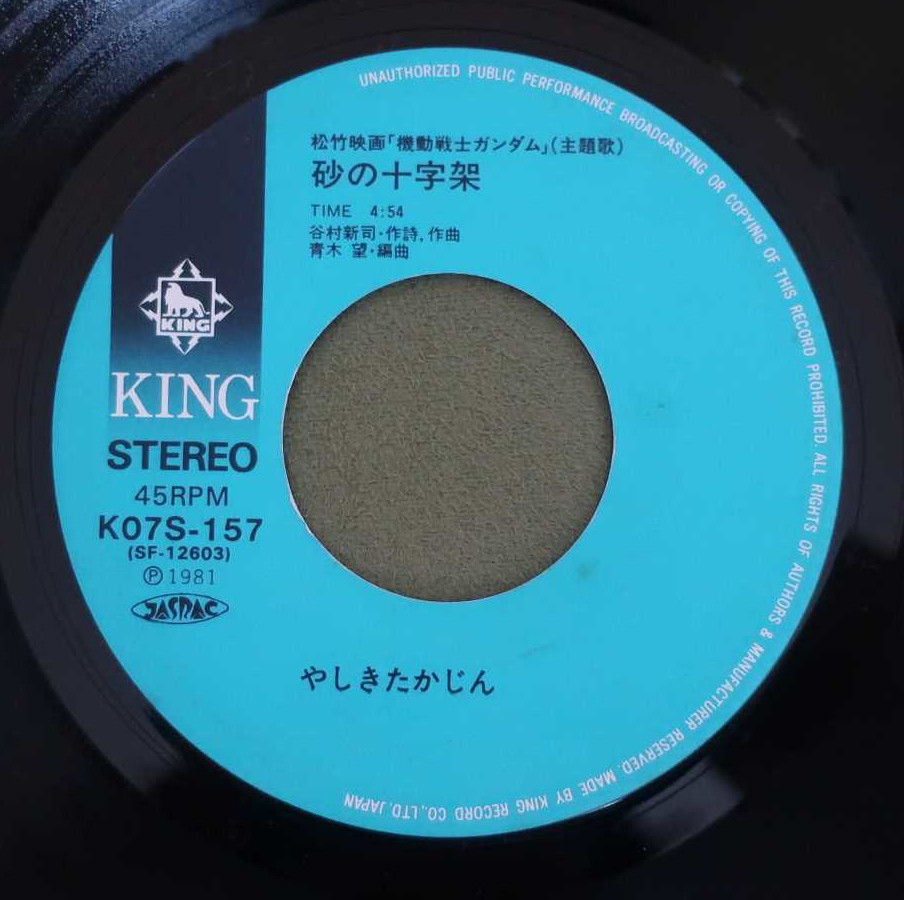 UNAUTHORIZED PUBLIC PERFORMANCE BROADCASTING OR COPYING OF THIS RECORD PROHIBITED. ALL RIGHTS OF AUTHORS & MANUFACTURER RESERVED. MADE BY KING RECORD CO.,LTD. JAPAN
松竹映画「機動戦士ガンダム」(主題歌)
砂の十字架
TIME 4:54
谷村新司・作詩,作曲
青木 望・編曲
KING
KING
STEREO
45RPM
K07S-157
(SF-12603)
Ⓟ1981
JASRAC
やしきたかじん